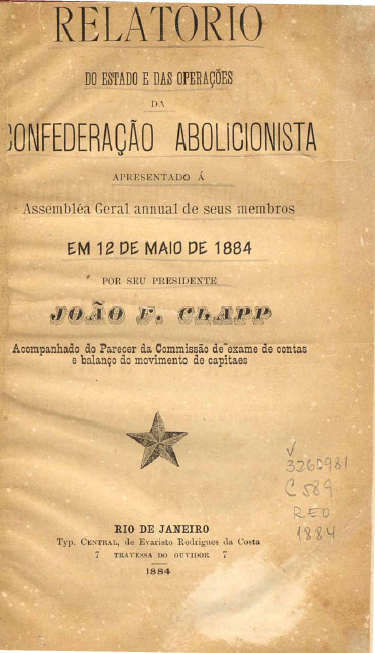 RELATORIO
DO ESTADO E DAS OPERAÇÕES
DA
CONFEDERAÇÃO ABOLICIONISTA
APRESENTADO Á
Assembléa Geral annual de seus membros
EM 12 DE MAIO DE 1884
POR SEU PRESIDENTE
JOÃO F. CLAPP
Acompanhado do Parecer da Commissão de exame de contas
e balanço do movimento de capitaes
V
3260981
C589
RED
1884
RIO DE JANEIRO
Typ. CENTRAL, de Evaristo Rodrigues da Costa
7 TRAVESSA DO OUVIDOR 7
1884